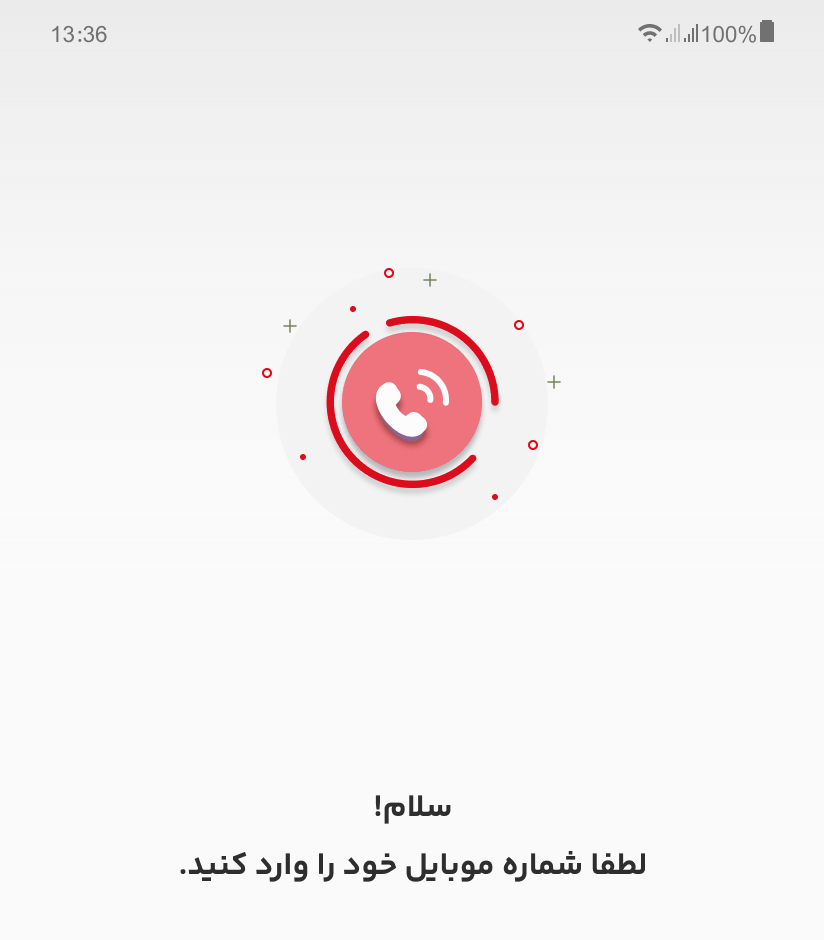 13:36
100%
سلام!
لطفا شماره موبایل خود را وارد کنید.